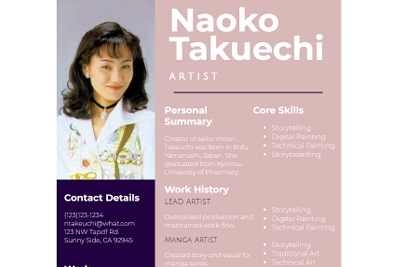 Naoko
Takuechi
ARTIST
Personal
Summary
Creator of sailor moon.
Takeuchi was born in Kofu,
Yamanashi, Japan. She
graduated from Kyoritsu
University of Pharmacy.
Core Skills
Storytelling
Digital Painting
Technical Painting
Storyboarding
Contact Details
(123)123-1234
ntakeuchi@what.com
123 NW Tapdf Rd.
Sunny Side, CA 92945
Work History
LEAD ARTIST
Overlooked production and
maintained work flow.
Storytelling
Digital Painting
Technical Painting
MANGA ARTIST
Created story and visual for
manga series.
Storytelling
Traditional Art
Technical Art